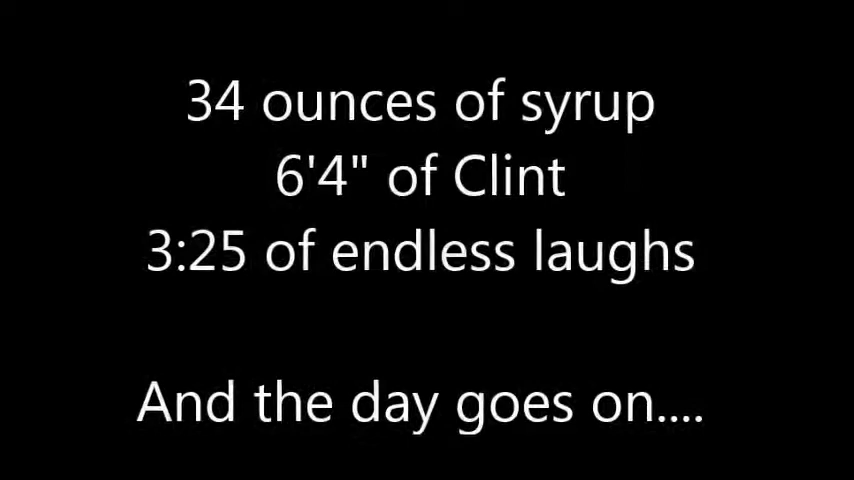 34 ounces of syrup
6'4" of Clint
3:25 of endless laughs
And the day goes on....